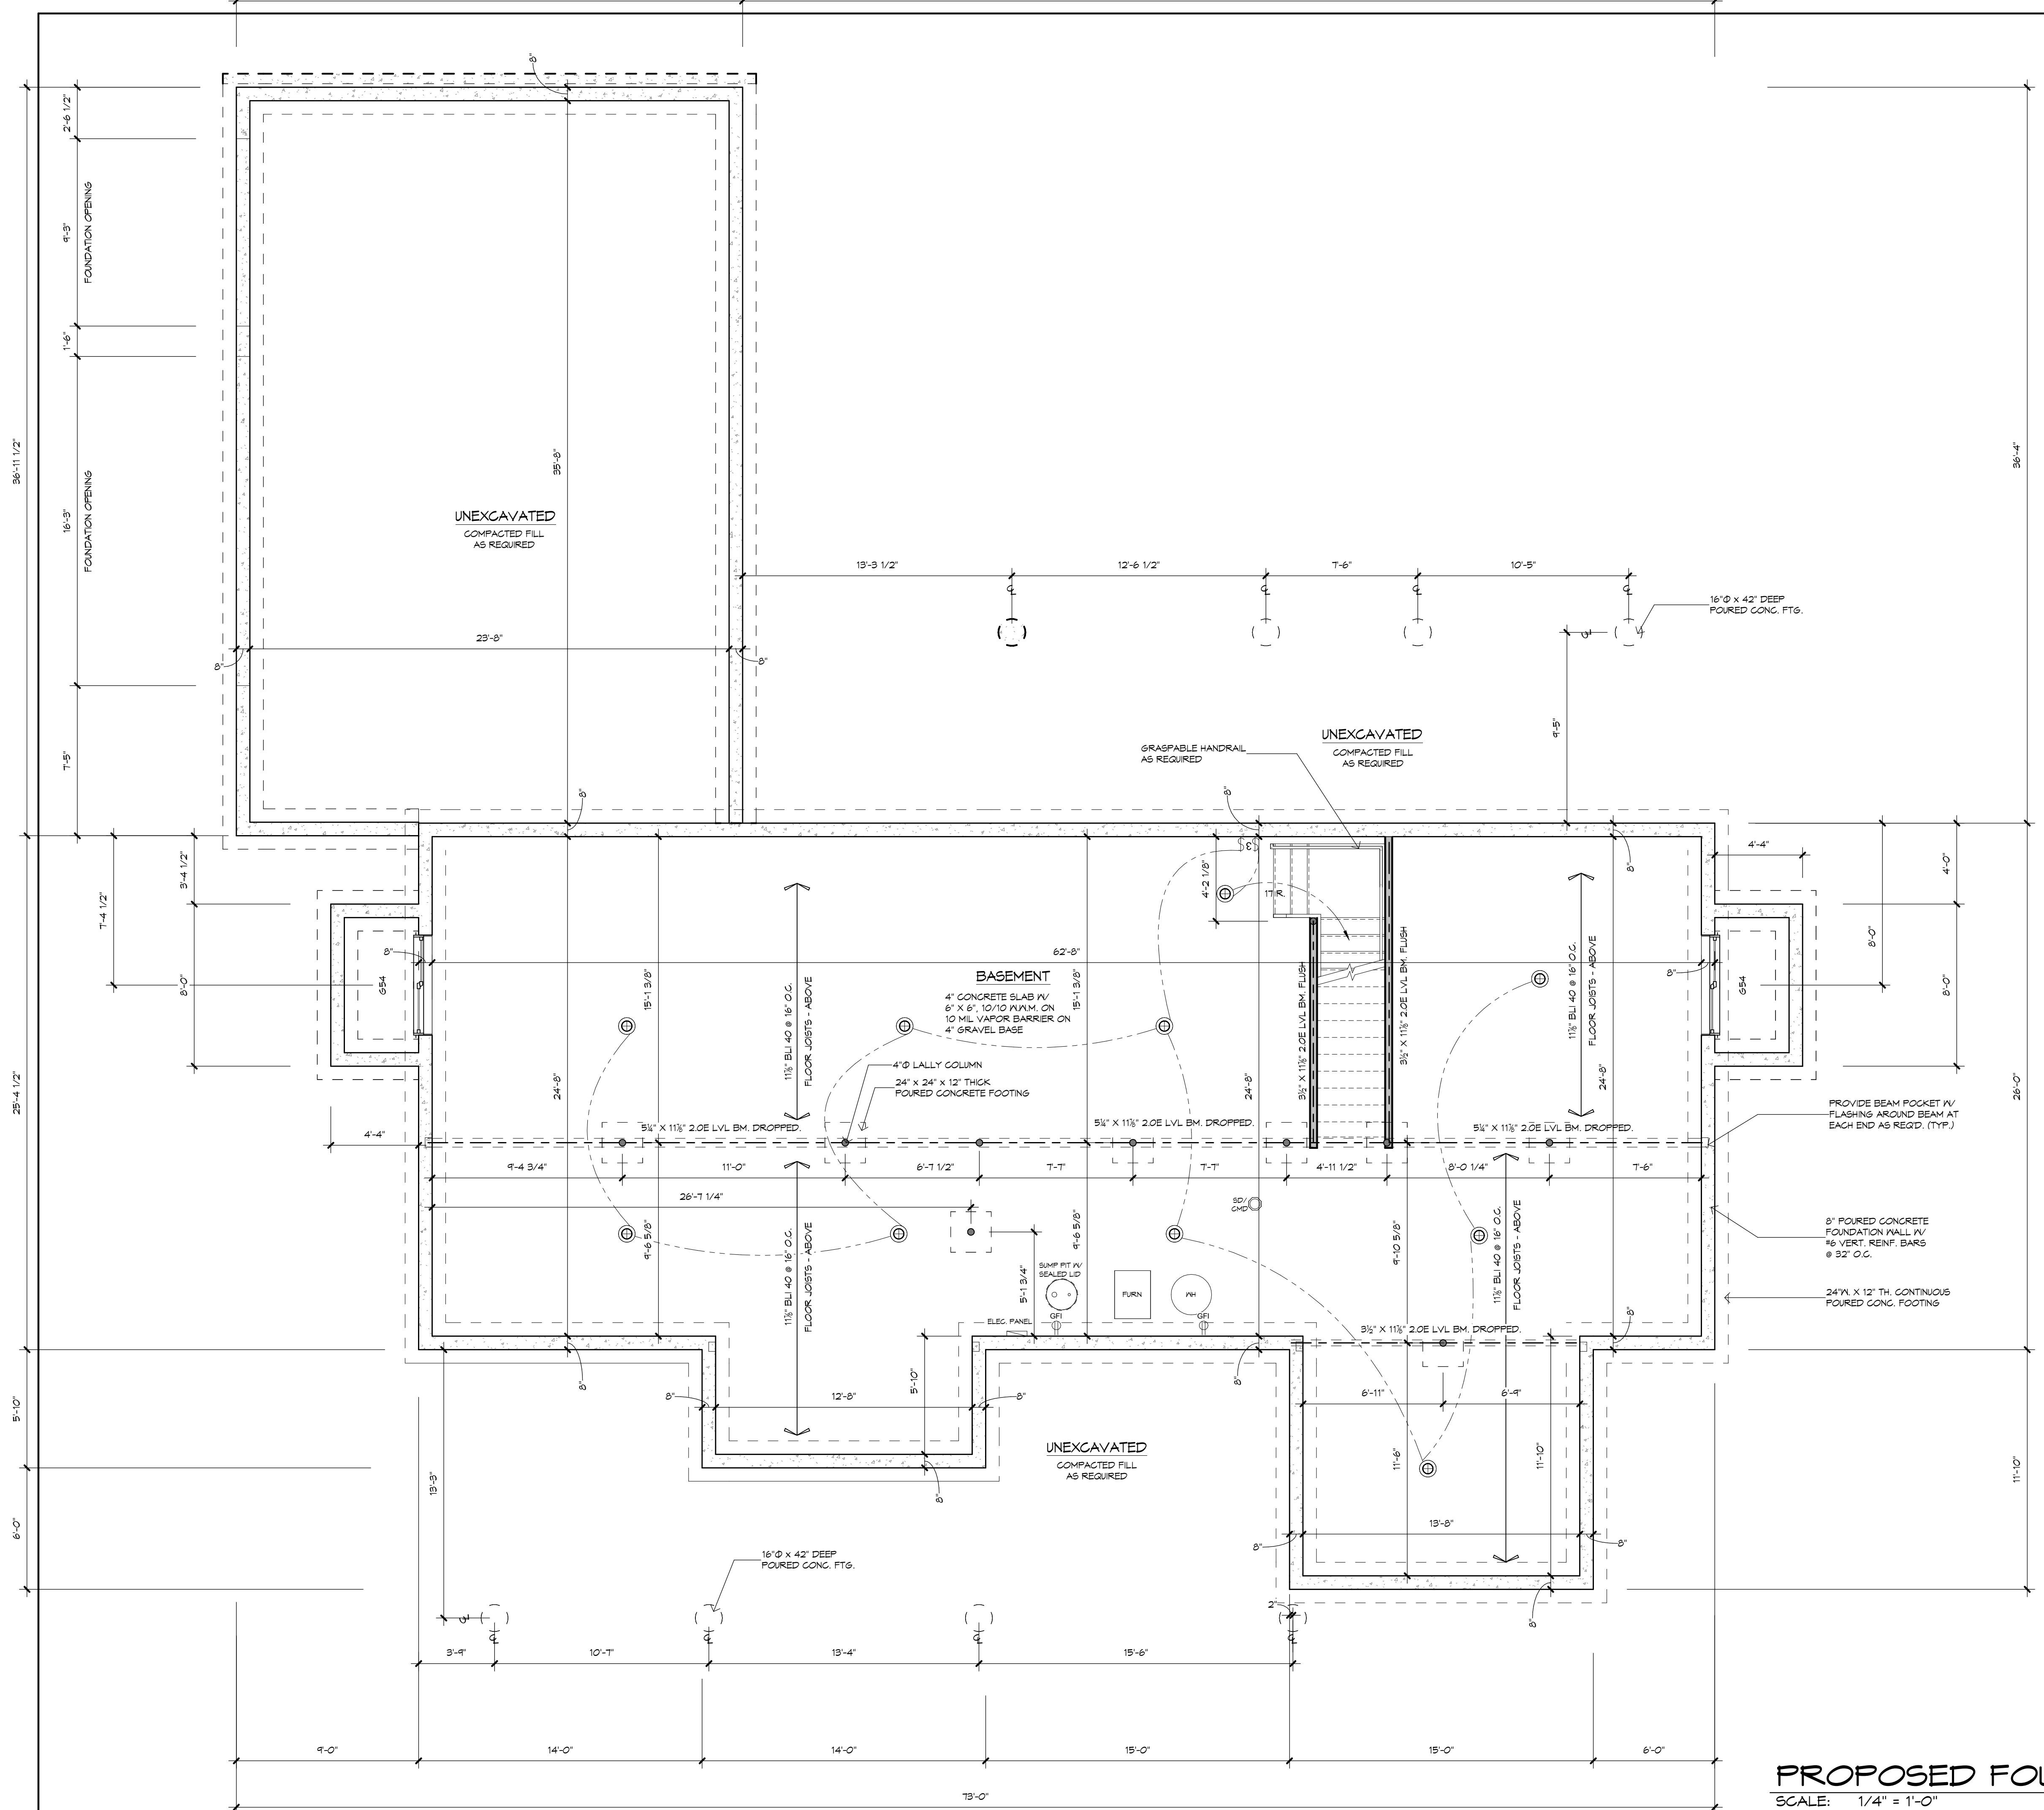 8"
2'-6 1/2"
9'-3"
FOUNDATION OPENING
1'-6"
36'-11 1/2"
16'-3"
FOUNDATION OPENING
7'-5"
35'-8"
UNEXCAVATED
COMPACTED FILL
AS REQUIRED
23'-8"
8"
8"
36'-4"
13'-3 1/2"
12'-6 1/2"
7'-6"
10'-5"
16"Φ x 42" DEEP
POURED CONC. FTG.
9'-5"
UNEXCAVATED
COMPACTED FILL
AS REQUIRED
GRASPABLE HANDRAIL
AS REQUIRED
8"
8"
8"
7'-4 1/2"
3'-4 1/2"
8'-0"
G54
8"
4'-4"
25'-4 1/2"
4'-2 1/8"
17 R.
62'-8"
BASEMENT
4" CONCRETE SLAB W/
6" X 6", 10/10 W.W.M. ON
10 MIL VAPOR BARRIER ON
4" GRAVEL BASE
15'-1 3/8"
15'-1 3/8"
11⅞" BLI 40 @ 16" O.C.
FLOOR JOISTS - ABOVE
24'-8"
24'-8"
24'-8"
3½" X 11⅞" 2.0E LVL BM. FLUSH
3½" X 11⅞" 2.0E LVL BM. FLUSH
11⅞" BLI 40 @ 16" O.C.
FLOOR JOISTS - ABOVE
4'-4"
4'-0"
8'-0"
8'-0"
8"
G54
26'-0"
4"Φ LALLY COLUMN
24" x 24" x 12" THICK
POURED CONCRETE FOOTING
5¼" X 11⅞" 2.0E LVL BM. DROPPED.
5¼" X 11⅞" 2.0E LVL BM. DROPPED.
5¼" X 11⅞" 2.0E LVL BM. DROPPED.
PROVIDE BEAM POCKET W/
FLASHING AROUND BEAM AT
EACH END AS REQ'D. (TYP.)
9'-4 3/4"
11'-0"
6'-7 1/2"
7'-7"
7'-7"
4'-11 1/2"
8'-0 1/4"
7'-6"
26'-7 1/4"
9'-6 5/8"
9'-6 5/8"
9'-10 5/8"
SD/
CMD
11⅞" BLI 40 @ 16" O.C.
FLOOR JOISTS - ABOVE
11⅞" BLI 40 @ 16" O.C.
FLOOR JOISTS - ABOVE
8" POURED CONCRETE
FOUNDATION WALL W/
#6 VERT. REINF. BARS
@ 32" O.C.
24"W. X 12" TH. CONTINUOUS
POURED CONC. FOOTING
5'-1 3/4"
SUMP PIT W/
SEALED LID
FURN
WH
GFI
GFI
ELEC. PANEL
3½" X 11⅞" 2.0E LVL BM. DROPPED.
8"
8"
8"
5'-10"
8"
12'-8"
8"
5'-10"
8"
6'-11"
6'-9"
13'-3"
UNEXCAVATED
COMPACTED FILL
AS REQUIRED
11'-6"
11'-10"
11'-10"
6'-0"
13'-8"
8"
8"
8"
16"Φ x 42" DEEP
POURED CONC. FTG.
2"
3'-9"
10'-7"
13'-4"
15'-6"
9'-0"
14'-0"
14'-0"
15'-0"
15'-0"
6'-0"
73'-0"
PROPOSED FOU
SCALE: 1/4" = 1'-0"